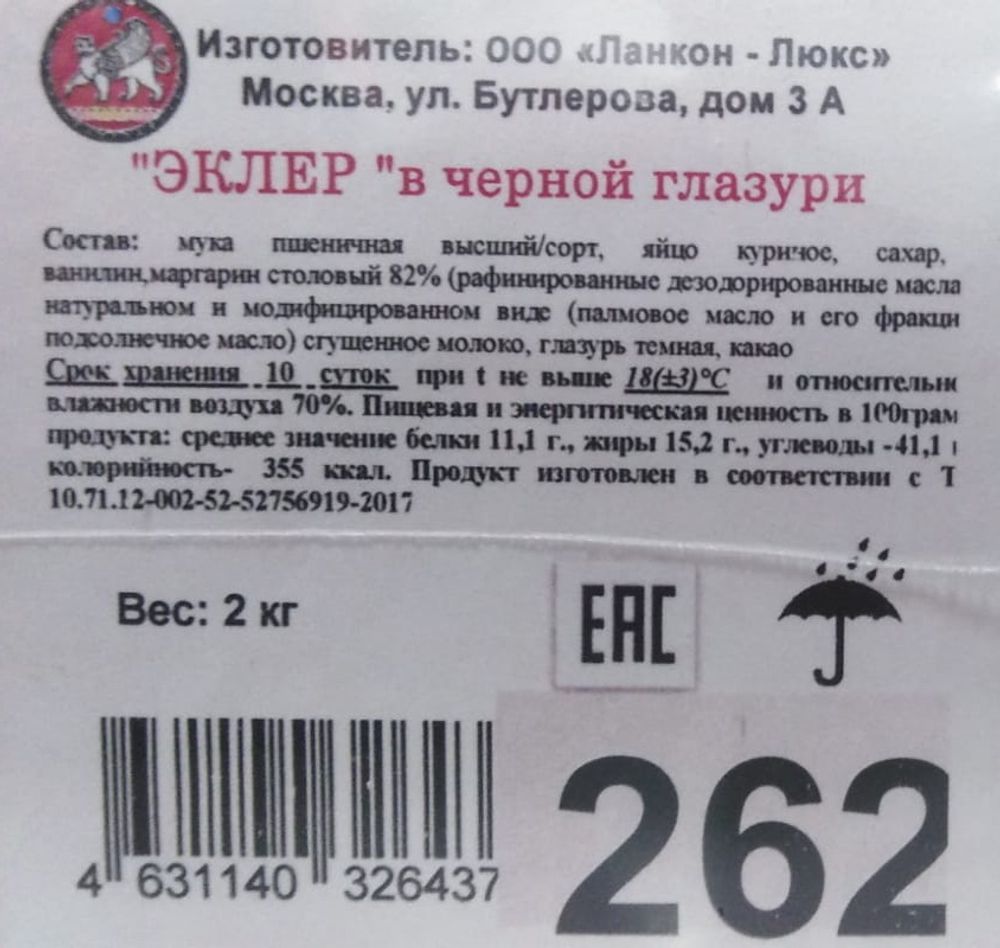 Изготовитель: ООО «Ланкон - Люкс»
Москва, ул. Бутлерова, дом 3 А
"ЭКЛЕР "в черной глазури
Состав: мука пшеничная высший/сорт, яйцо куричое, сахар,
ванилин,маргарин столовый 82% (рафинированные дезодорированные масла
натуральном и модифицированном виде (палмовое масло и его фракци
подсолнечное масло) сгущенное молоко, глазурь темная, какао
Срок хранения 10 суток при t не выше 18(±3)°С и относительн
влажности воздуха 70%. Пищевая и энергитическая ценность в 100грам
продукта: среднее значение белки 11,1 г., жиры 15,2 г., углеводы -41,1
колорийность- 355 ккал. Продукт изготовлен в соответствии с Т
10.71.12-002-52-52756919-2017
Вес: 2 кг
ЕАС
4 631140 326437
262